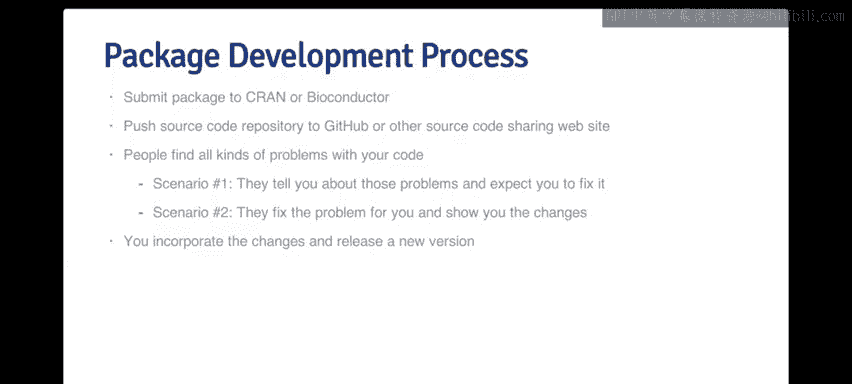 Package Development Process
· Submit package to CRAN or Bioconductor
· Push source code repository to GitHub or other source code sharing web site
· People find all kinds of problems with your code
- Scenario #1: They tell you about those problems and expect you to fix it
- Scenario #2: They fix the problem for you and show you the changes
· You incorporate the changes and release a new version